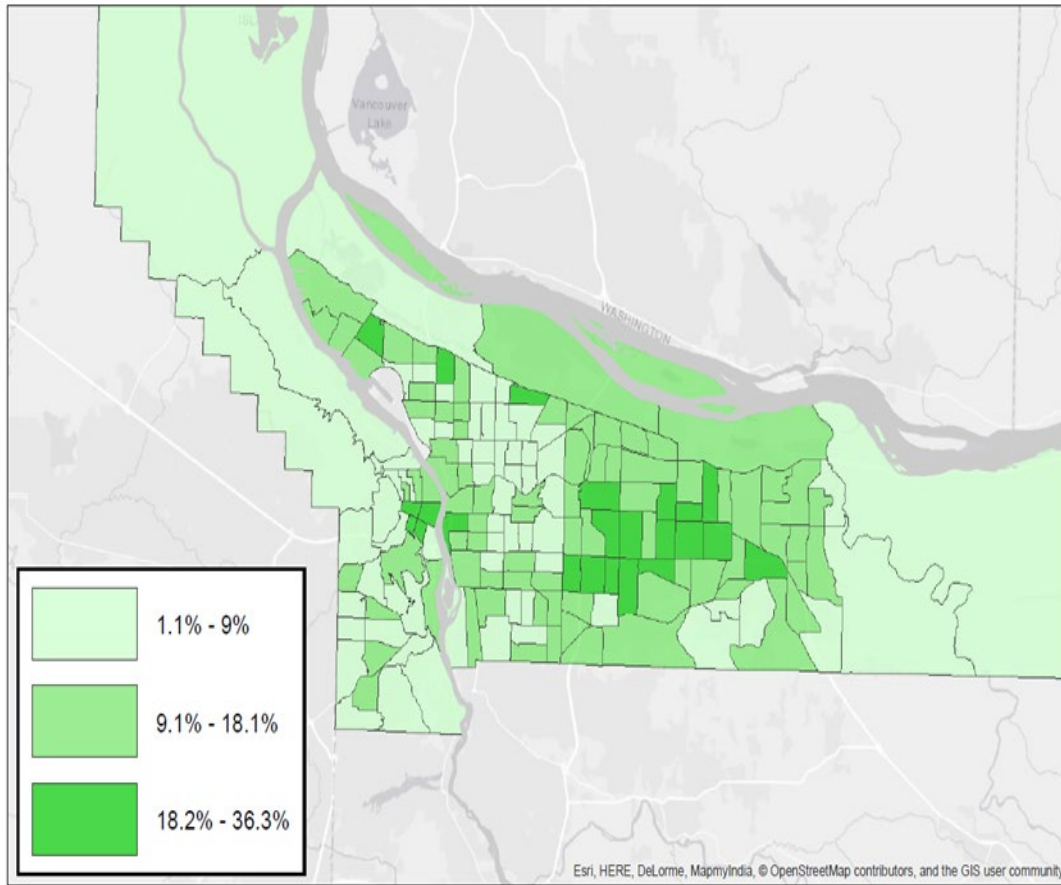 Vancouver
Lake
WASHINGTON
1.1% - 9%
9.1% - 18.1%
18.2% - 36.3%
Esri, HERE, DeLorme, MapmyIndia, © OpenStreetMap contributors, and the GIS user community